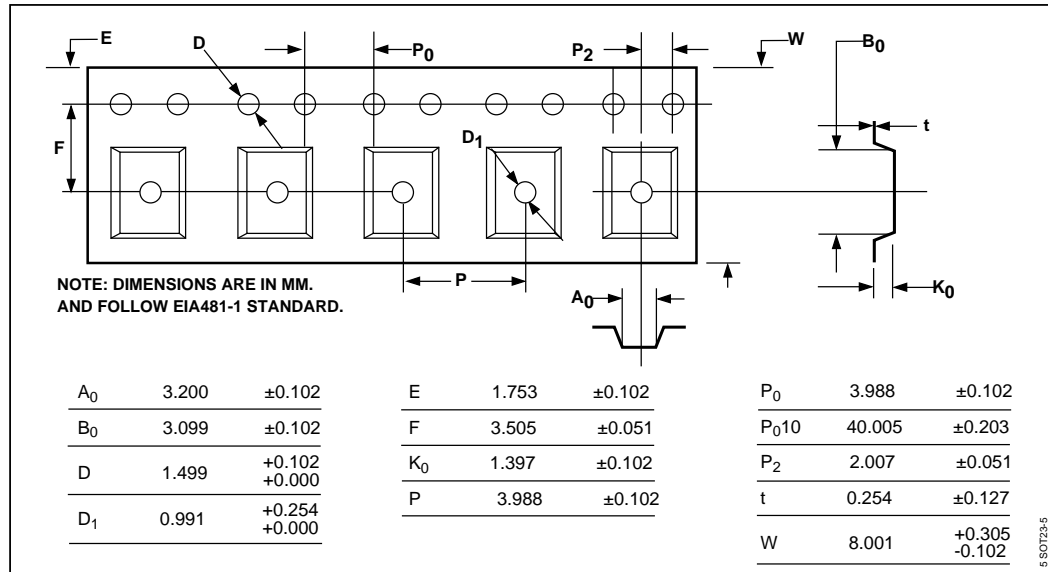 E
D
P0
P2
W
B0
t
F
D1
NOTE: DIMENSIONS ARE IN MM.
AND FOLLOW EIA481-1 STANDARD.
P
A0
K0
A0 3.200 ±0.102
B0 3.099 ±0.102
D 1.499 +0.102
+0.000
D1 0.991 +0.254
+0.000
E 1.753 ±0.102
F 3.505 ±0.051
K0 1.397 ±0.102
P 3.988 ±0.102
P0 3.988 ±0.102
P010 40.005 ±0.203
P2 2.007 ±0.051
t 0.254 ±0.127
W 8.001 +0.305
-0.102
5 SOT23-5